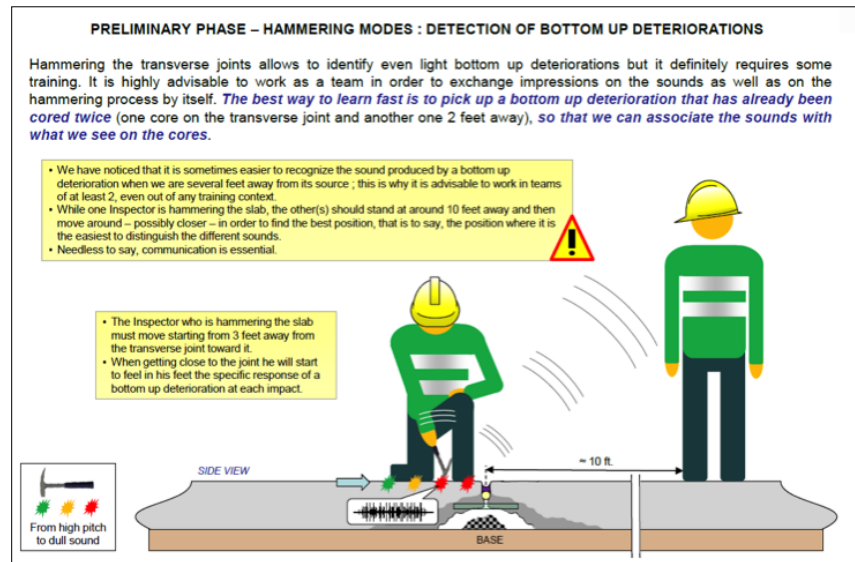 PRELIMINARY PHASE – HAMMERING MODES : DETECTION OF BOTTOM UP DETERIORATIONS
Hammering the transverse joints allows to identify even light bottom up deteriorations but it definitely requires some
training. It is highly advisable to work as a team in order to exchange impressions on the sounds as well as on the
hammering process by itself. The best way to learn fast is to pick up a bottom up deterioration that has already been
cored twice (one core on the transverse joint and another one 2 feet away), so that we can associate the sounds with
what we see on the cores.
• We have noticed that it is sometimes easier to recognize the sound produced by a bottom up
deterioration when we are several feet away from its source ; this is why it is advisable to work in teams
of at least 2, even out of any training context.
• While one Inspector is hammering the slab, the other(s) should stand at around 10 feet away and then
move around – possibly closer – in order to find the best position, that is to say, the position where it is
the easiest to distinguish the different sounds.
• Needless to say, communication is essential.
• The Inspector who is hammering the slab
must move starting from 3 feet away from
the transverse joint toward it.
• When getting close to the joint he will start
to feel in his feet the specific response of a
bottom up deterioration at each impact.
SIDE VIEW
≈ 10 ft.
From high pitch
to dull sound
BASE